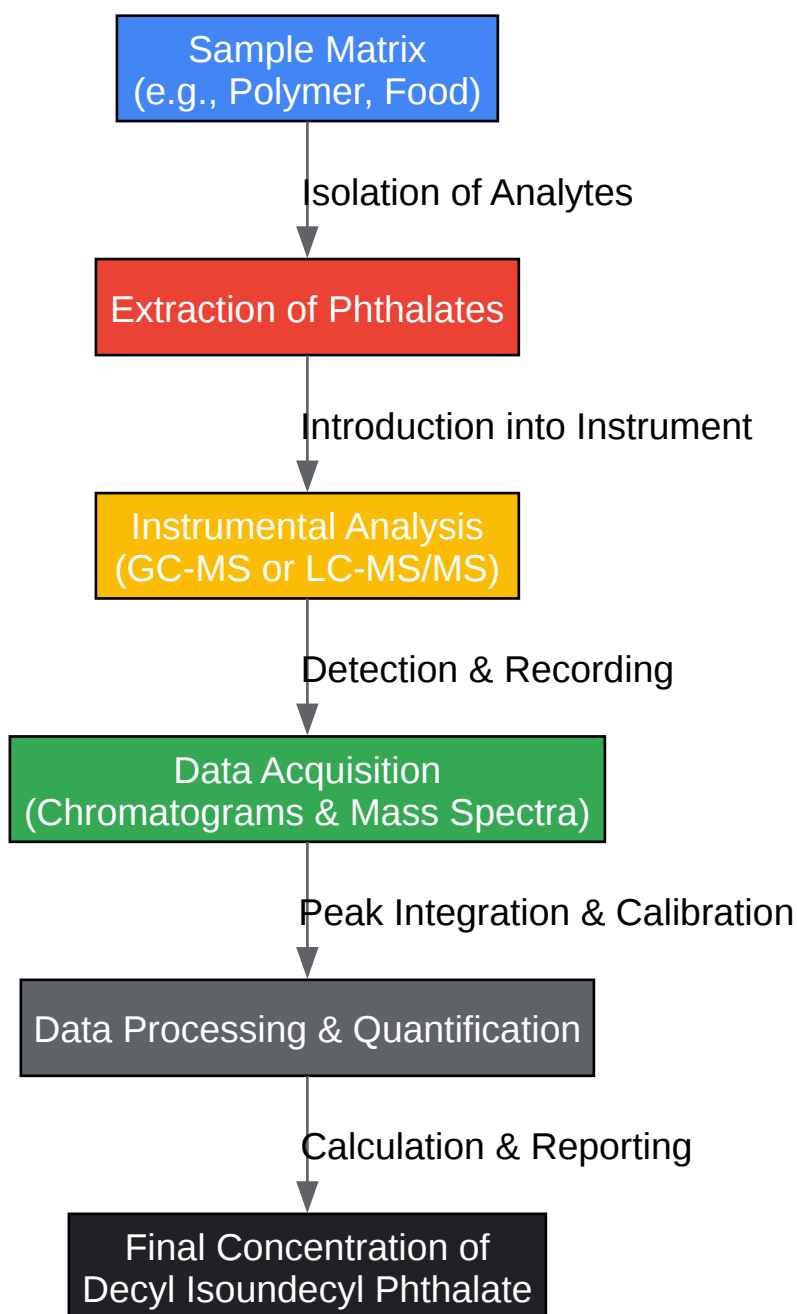 Sample Matrix
(e.g., Polymer, Food)
Isolation of Analytes
Extraction of Phthalates
Introduction into Instrument
Instrumental Analysis
(GC-MS or LC-MS/MS)
Detection & Recording
Data Acquisition
(Chromatograms & Mass Spectra)
Peak Integration & Calibration
Data Processing & Quantification
Calculation & Reporting
Final Concentration of
Decyl Isoundecyl Phthalate